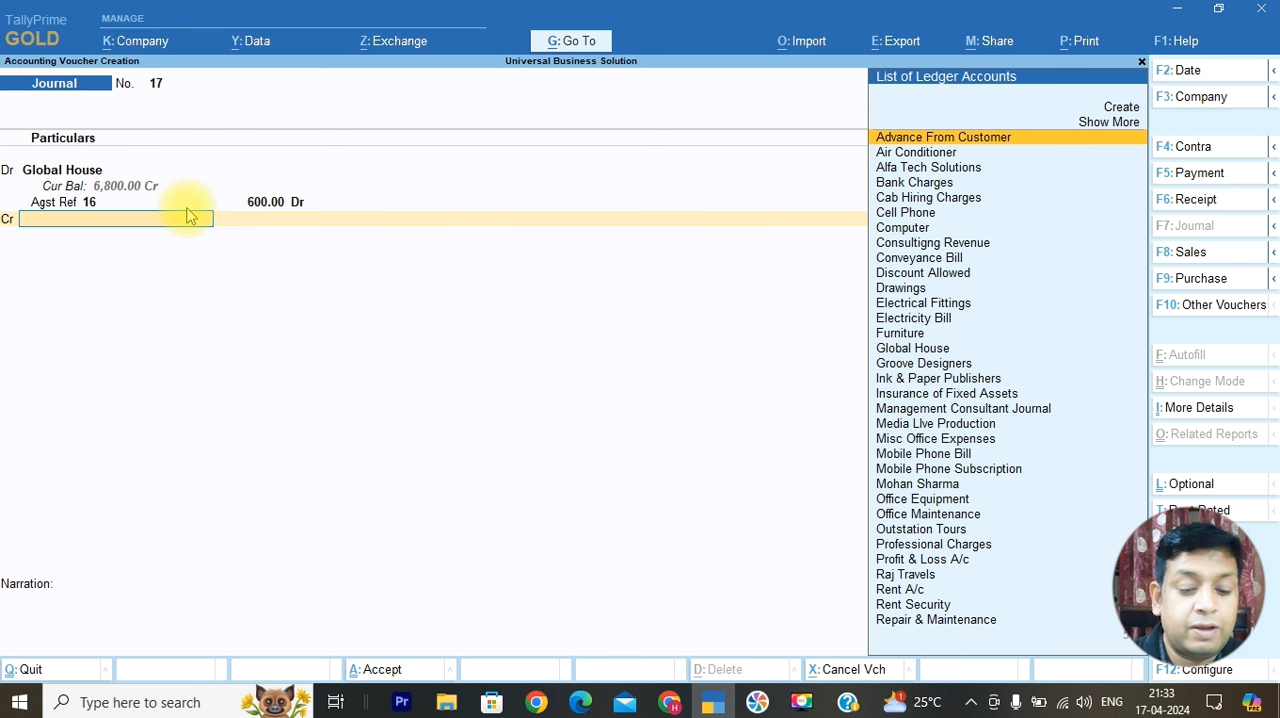 TallyPrime
GOLD
MANAGE
K: Company
Y: Data
Z: Exchange
G: Go To
O: Import
E: Export
M: Share
P: Print
F1: Help
Accounting Voucher Creation
Universal Business Solution
Journal No. 17
Particulars
Dr Global House
Cur Bal: 6,800.00 Cr
Agst Ref 16 600.00 Dr
Cr
Narration:
List of Ledger Accounts
Create
Show More
Advance From Customer
Air Conditioner
Alfa Tech Solutions
Bank Charges
Cab Hiring Charges
Cell Phone
Computer
Consultigng Revenue
Conveyance Bill
Discount Allowed
Drawings
Electrical Fittings
Electricity Bill
Furniture
Global House
Groove Designers
Ink & Paper Publishers
Insurance of Fixed Assets
Management Consultant Journal
Media LIve Production
Misc Office Expenses
Mobile Phone Bill
Mobile Phone Subscription
Mohan Sharma
Office Equipment
Office Maintenance
Outstation Tours
Professional Charges
Profit & Loss A/c
Raj Travels
Rent A/c
Rent Security
Repair & Maintenance
F2: Date
F3: Company
F4: Contra
F5: Payment
F6: Receipt
F7: Journal
F8: Sales
F9: Purchase
F10: Other Vouchers
F: Autofill
H: Change Mode
I: More Details
O: Related Reports
L: Optional
Q: Quit
A: Accept
D: Delete
X: Cancel Vch
F12: Configure
Type here to search
25°C
ENG
21:33
17-04-2024